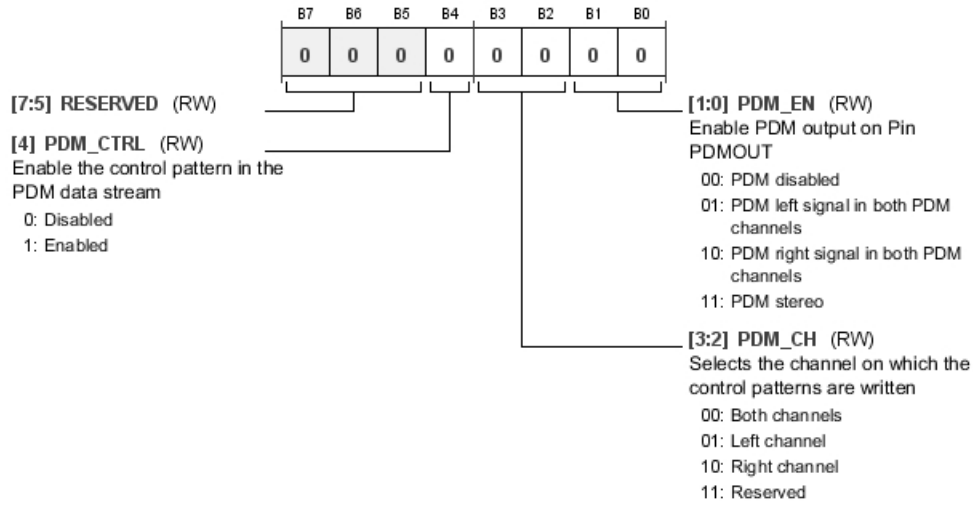 B7 B6 B5 B4 B3 B2 B1 B0
0 0 0 0 0 0 0 0
[7:5] RESERVED (RW)
[4] PDM_CTRL (RW)
Enable the control pattern in the
PDM data stream
0: Disabled
1: Enabled
[1:0] PDM_EN (RW)
Enable PDM output on Pin
PDMOUT
00: PDM disabled
01: PDM left signal in both PDM
channels
10: PDM right signal in both PDM
channels
11: PDM stereo
[3:2] PDM_CH (RW)
Selects the channel on which the
control patterns are written
00: Both channels
01: Left channel
10: Right channel
11: Reserved